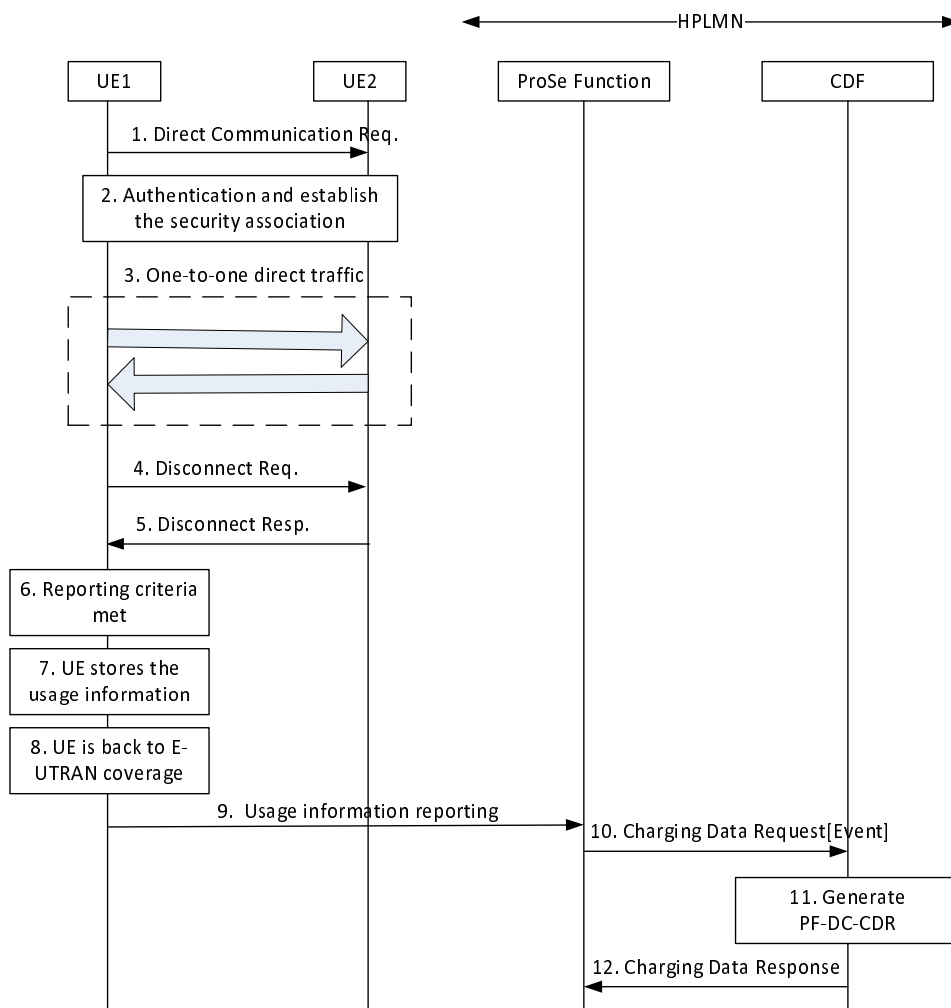 HPLMN
UE1
UE2
ProSe Function
CDF
1. Direct Communication Req.
2. Authentication and establish
the security association
3. One-to-one direct traffic
4. Disconnect Req.
5. Disconnect Resp.
6. Reporting criteria
met
7. UE stores the
usage information
8. UE is back to E-
UTRAN coverage
9. Usage information reporting
10. Charging Data Request[Event]
11. Generate
PF-DC-CDR
12. Charging Data Response